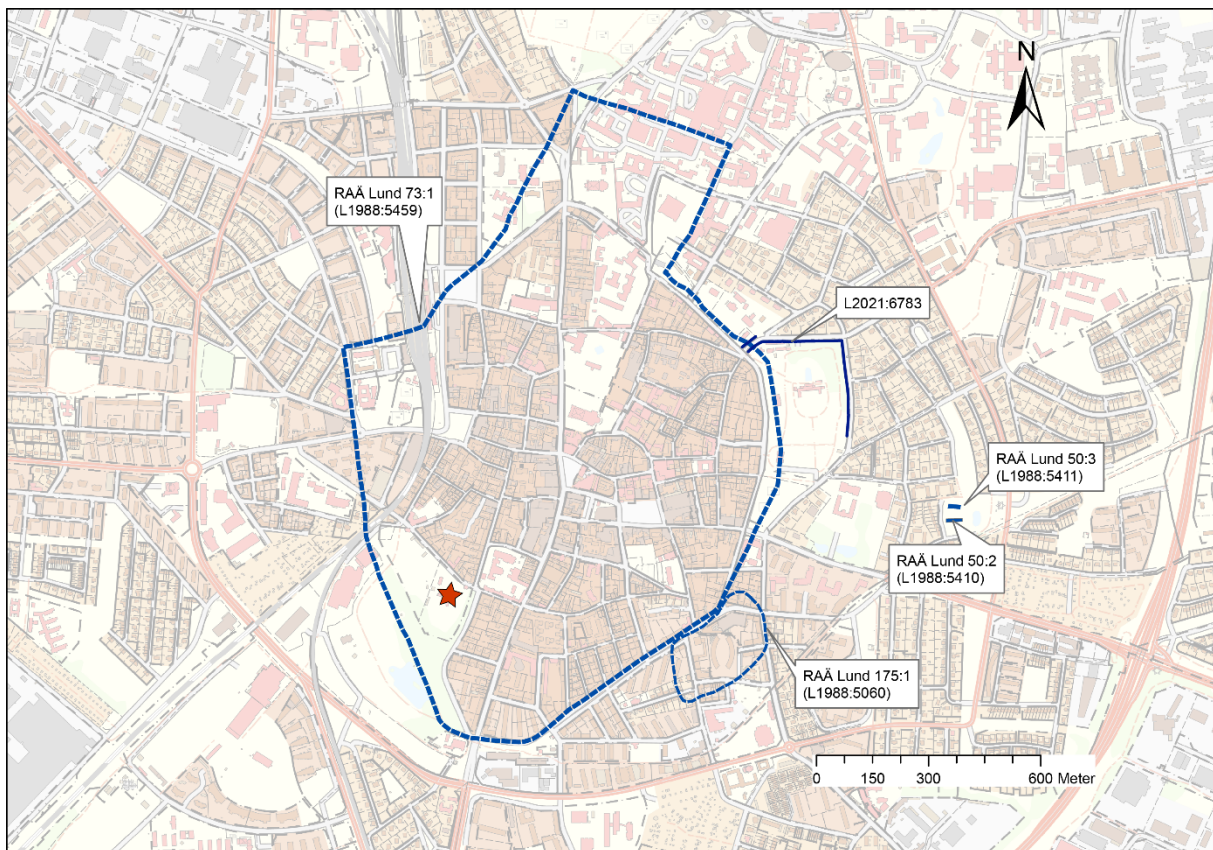 N
RAÄ Lund 73:1
(L1988:5459)
L2021:6783
RAÄ Lund 50:3
(L1988:5411)
RAÄ Lund 50:2
(L1988:5410)
RAÄ Lund 175:1
(L1988:5060)
0 150 300 600 Meter